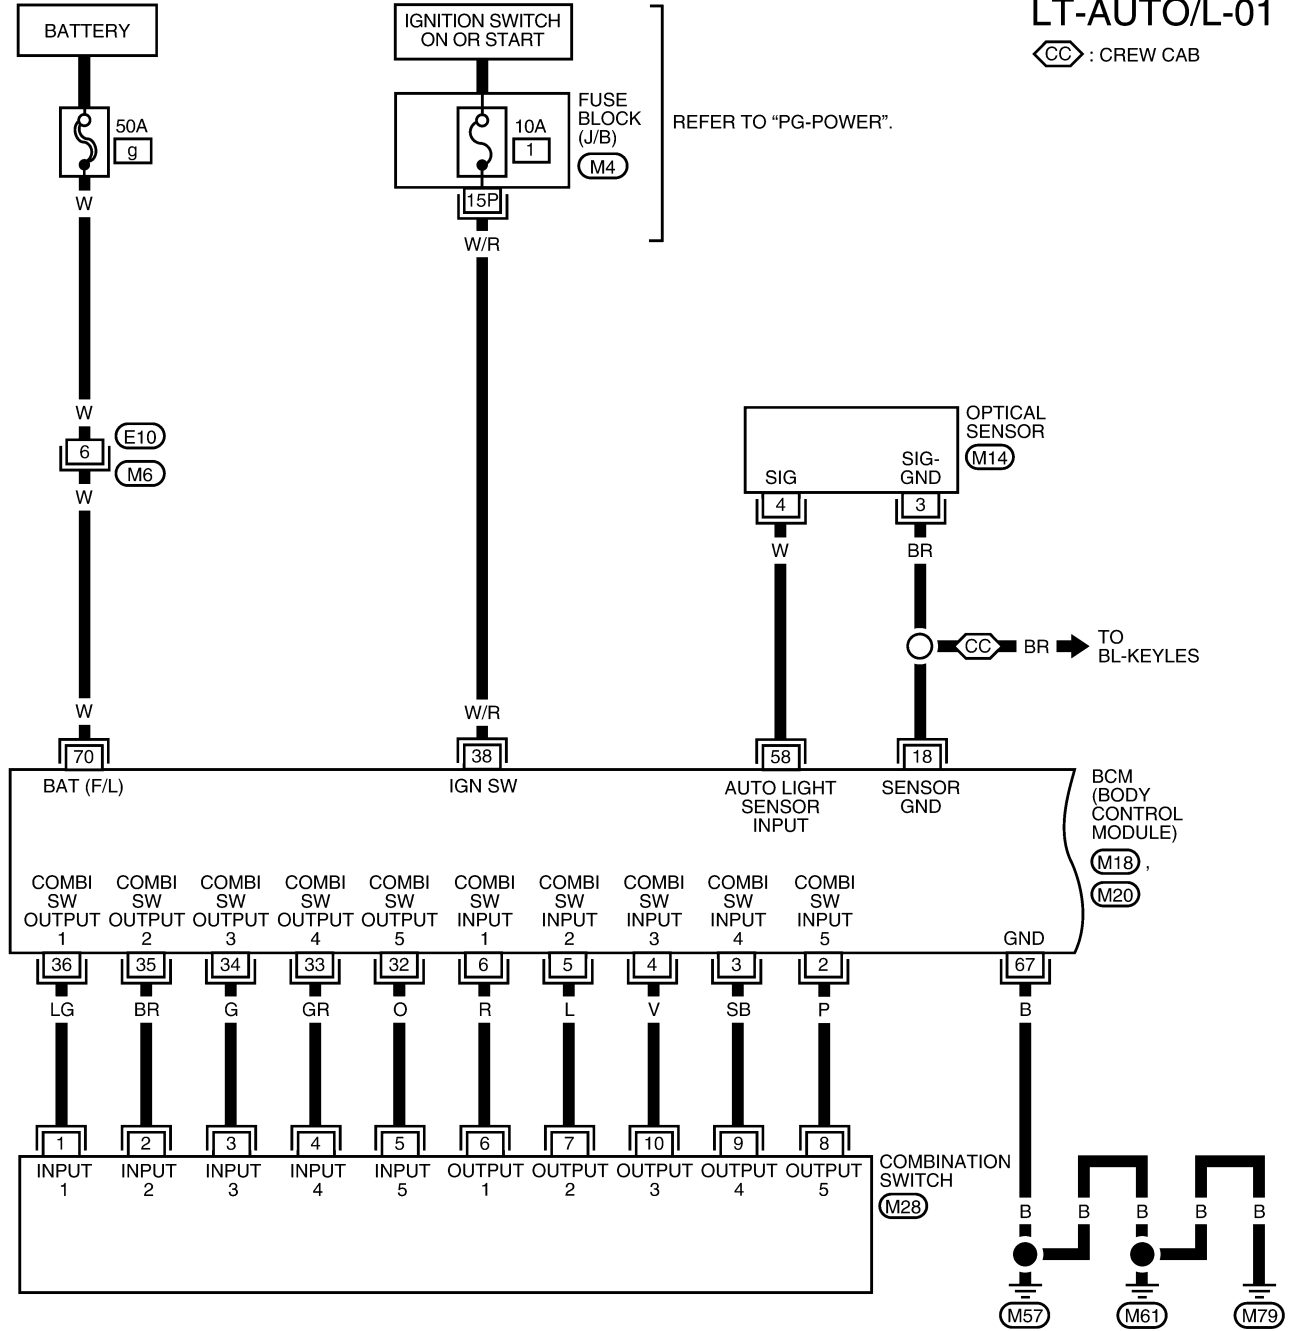 LT-AUTO/L-01
CC : CREW CAB
BATTERY
IGNITION SWITCH
ON OR START
50A
g
10A
1
FUSE
BLOCK
(J/B)
M4
REFER TO “PG-POWER”.
15P
W
W/R
W
6
E10
M6
W
OPTICAL
SENSOR
M14
SIG
SIG-
GND
4
3
W
BR
CC
BR
TO
BL-KEYLES
W
W/R
70
38
58
18
BAT (F/L)
IGN SW
AUTO LIGHT
SENSOR
INPUT
SENSOR
GND
BCM
(BODY
CONTROL
MODULE)
M18 ,
M20
COMBI COMBI COMBI COMBI COMBI COMBI COMBI COMBI COMBI COMBI
SW SW SW SW SW SW SW SW SW SW
OUTPUT OUTPUT OUTPUT OUTPUT OUTPUT INPUT INPUT INPUT INPUT INPUT
1 2 3 4 5 1 2 3 4 5 GND
36 35 34 33 32 6 5 4 3 2 67
LG BR G GR O R L V SB P B
1 2 3 4 5 6 7 10 9 8
INPUT INPUT INPUT INPUT INPUT OUTPUT OUTPUT OUTPUT OUTPUT OUTPUT
1 2 3 4 5 1 2 3 4 5
COMBINATION
SWITCH
M28
B B B B B
M57 M61 M79